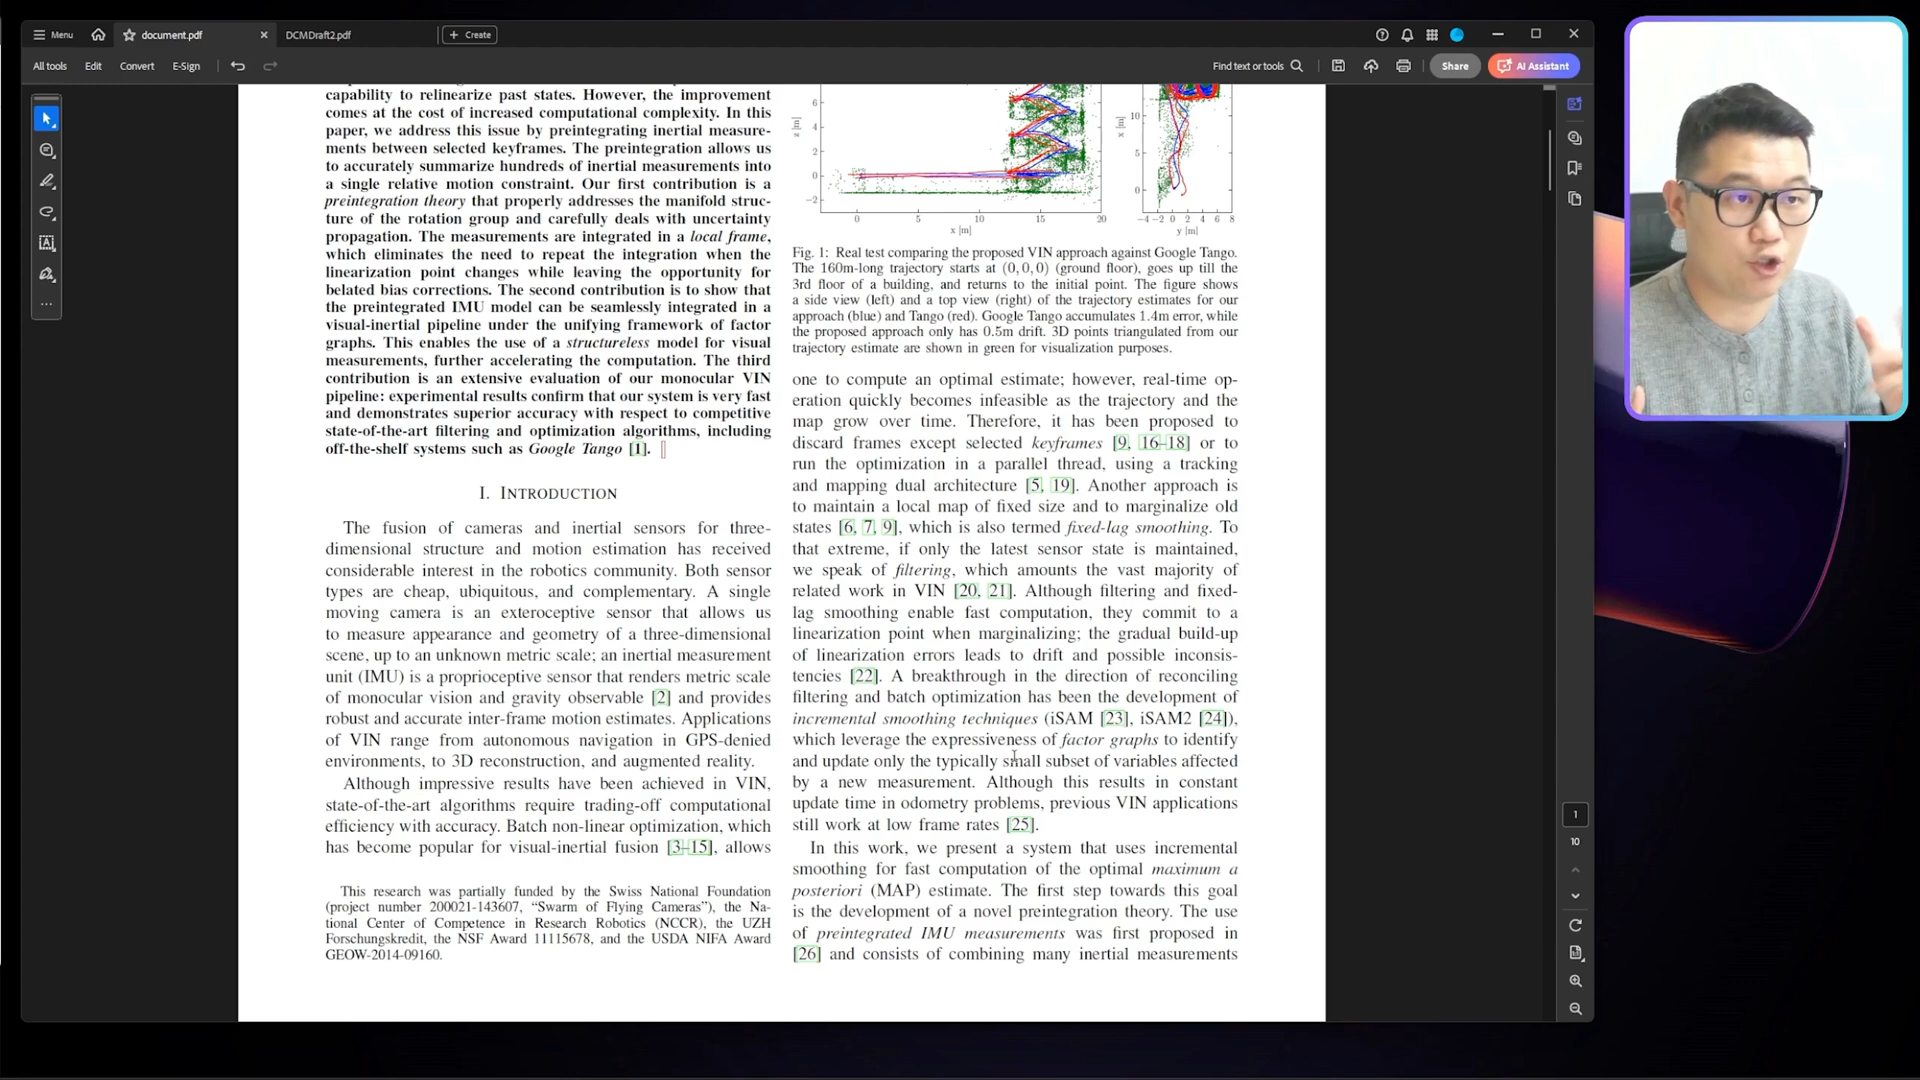 Menu
document.pdf
DCMDraft2.pdf
Create
All tools
Edit
Convert
E-Sign
Find text or tools
Share
AI Assistant
capability to relinearize past states. However, the improvement
comes at the cost of increased computational complexity. In this
paper, we address this issue by preintegrating inertial measure-
ments between selected keyframes. The preintegration allows us
to accurately summarize hundreds of inertial measurements into
a single relative motion constraint. Our first contribution is a
preintegration theory that properly addresses the manifold struc-
ture of the rotation group and carefully deals with uncertainty
propagation. The measurements are integrated in a local frame,
which eliminates the need to repeat the integration when the
linearization point changes while leaving the opportunity for
belated bias corrections. The second contribution is to show that
the preintegrated IMU model can be seamlessly integrated in a
visual-inertial pipeline under the unifying framework of factor
graphs. This enables the use of a structureless model for visual
measurements, further accelerating the computation. The third
contribution is an extensive evaluation of our monocular VIN
pipeline: experimental results confirm that our system is very fast
and demonstrates superior accuracy with respect to competitive
state-of-the-art filtering and optimization algorithms, including
off-the-shelf systems such as Google Tango [1].
I. INTRODUCTION
The fusion of cameras and inertial sensors for three-
dimensional structure and motion estimation has received
considerable interest in the robotics community. Both sensor
types are cheap, ubiquitous, and complementary. A single
moving camera is an exteroceptive sensor that allows us
to measure appearance and geometry of a three-dimensional
scene, up to an unknown metric scale; an inertial measurement
unit (IMU) is a proprioceptive sensor that renders metric scale
of monocular vision and gravity observable [2] and provides
robust and accurate inter-frame motion estimates. Applications
of VIN range from autonomous navigation in GPS-denied
environments, to 3D reconstruction, and augmented reality.
Although impressive results have been achieved in VIN,
state-of-the-art algorithms require trading-off computational
efficiency with accuracy. Batch non-linear optimization, which
has become popular for visual-inertial fusion [3–15], allows
This research was partially funded by the Swiss National Foundation
(project number 200021-143607, “Swarm of Flying Cameras”), the Na-
tional Center of Competence in Research Robotics (NCCR), the UZH
Forschungskredit, the NSF Award 11115678, and the USDA NIFA Award
GEOW-2014-09160.
z [m]
6
4
2
0
−2
0 5 10 15 20
x [m]
x [m]
10
5
0
−4 −2 0 2 4 6 8
y [m]
Fig. 1: Real test comparing the proposed VIN approach against Google Tango.
The 160m-long trajectory starts at (0, 0, 0) (ground floor), goes up till the
3rd floor of a building, and returns to the initial point. The figure shows
a side view (left) and a top view (right) of the trajectory estimates for our
approach (blue) and Tango (red). Google Tango accumulates 1.4m error, while
the proposed approach only has 0.5m drift. 3D points triangulated from our
trajectory estimate are shown in green for visualization purposes.
one to compute an optimal estimate; however, real-time op-
eration quickly becomes infeasible as the trajectory and the
map grow over time. Therefore, it has been proposed to
discard frames except selected keyframes [9, 16–18] or to
run the optimization in a parallel thread, using a tracking
and mapping dual architecture [5, 19]. Another approach is
to maintain a local map of fixed size and to marginalize old
states [6, 7, 9], which is also termed fixed-lag smoothing. To
that extreme, if only the latest sensor state is maintained,
we speak of filtering, which amounts the vast majority of
related work in VIN [20, 21]. Although filtering and fixed-
lag smoothing enable fast computation, they commit to a
linearization point when marginalizing; the gradual build-up
of linearization errors leads to drift and possible inconsis-
tencies [22]. A breakthrough in the direction of reconciling
filtering and batch optimization has been the development of
incremental smoothing techniques (iSAM [23], iSAM2 [24]),
which leverage the expressiveness of factor graphs to identify
and update only the typically small subset of variables affected
by a new measurement. Although this results in constant
update time in odometry problems, previous VIN applications
still work at low frame rates [25].
In this work, we present a system that uses incremental
smoothing for fast computation of the optimal maximum a
posteriori (MAP) estimate. The first step towards this goal
is the development of a novel preintegration theory. The use
of preintegrated IMU measurements was first proposed in
[26] and consists of combining many inertial measurements
1
10